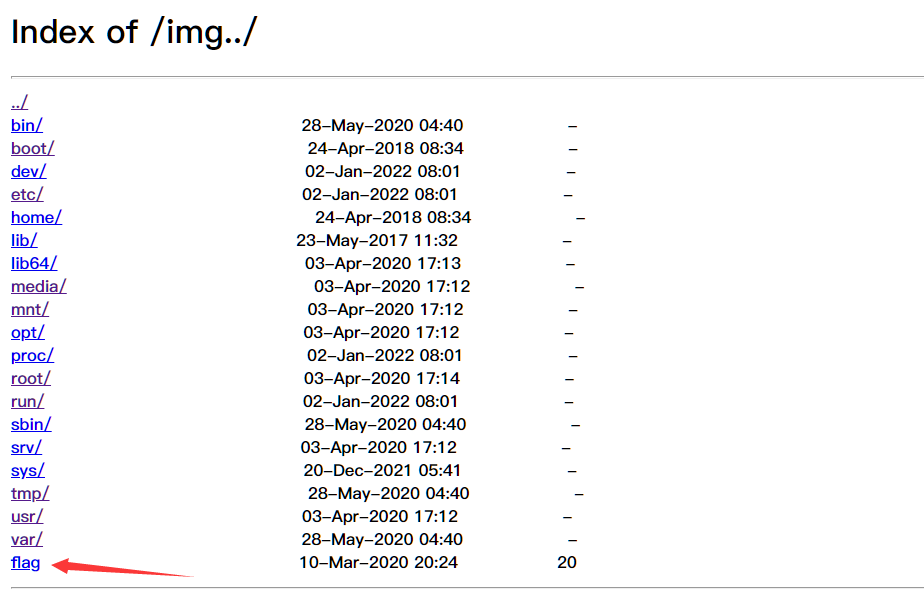 Index of /img../
../
bin/ 28-May-2020 04:40 -
boot/ 24-Apr-2018 08:34 -
dev/ 02-Jan-2022 08:01 -
etc/ 02-Jan-2022 08:01 -
home/ 24-Apr-2018 08:34 -
lib/ 23-May-2017 11:32 -
lib64/ 03-Apr-2020 17:13 -
media/ 03-Apr-2020 17:12 -
mnt/ 03-Apr-2020 17:12 -
opt/ 03-Apr-2020 17:12 -
proc/ 02-Jan-2022 08:01 -
root/ 03-Apr-2020 17:14 -
run/ 02-Jan-2022 08:01 -
sbin/ 28-May-2020 04:40 -
srv/ 03-Apr-2020 17:12 -
sys/ 20-Dec-2021 05:41 -
tmp/ 28-May-2020 04:40 -
usr/ 03-Apr-2020 17:12 -
var/ 28-May-2020 04:40 -
flag 10-Mar-2020 20:24 20